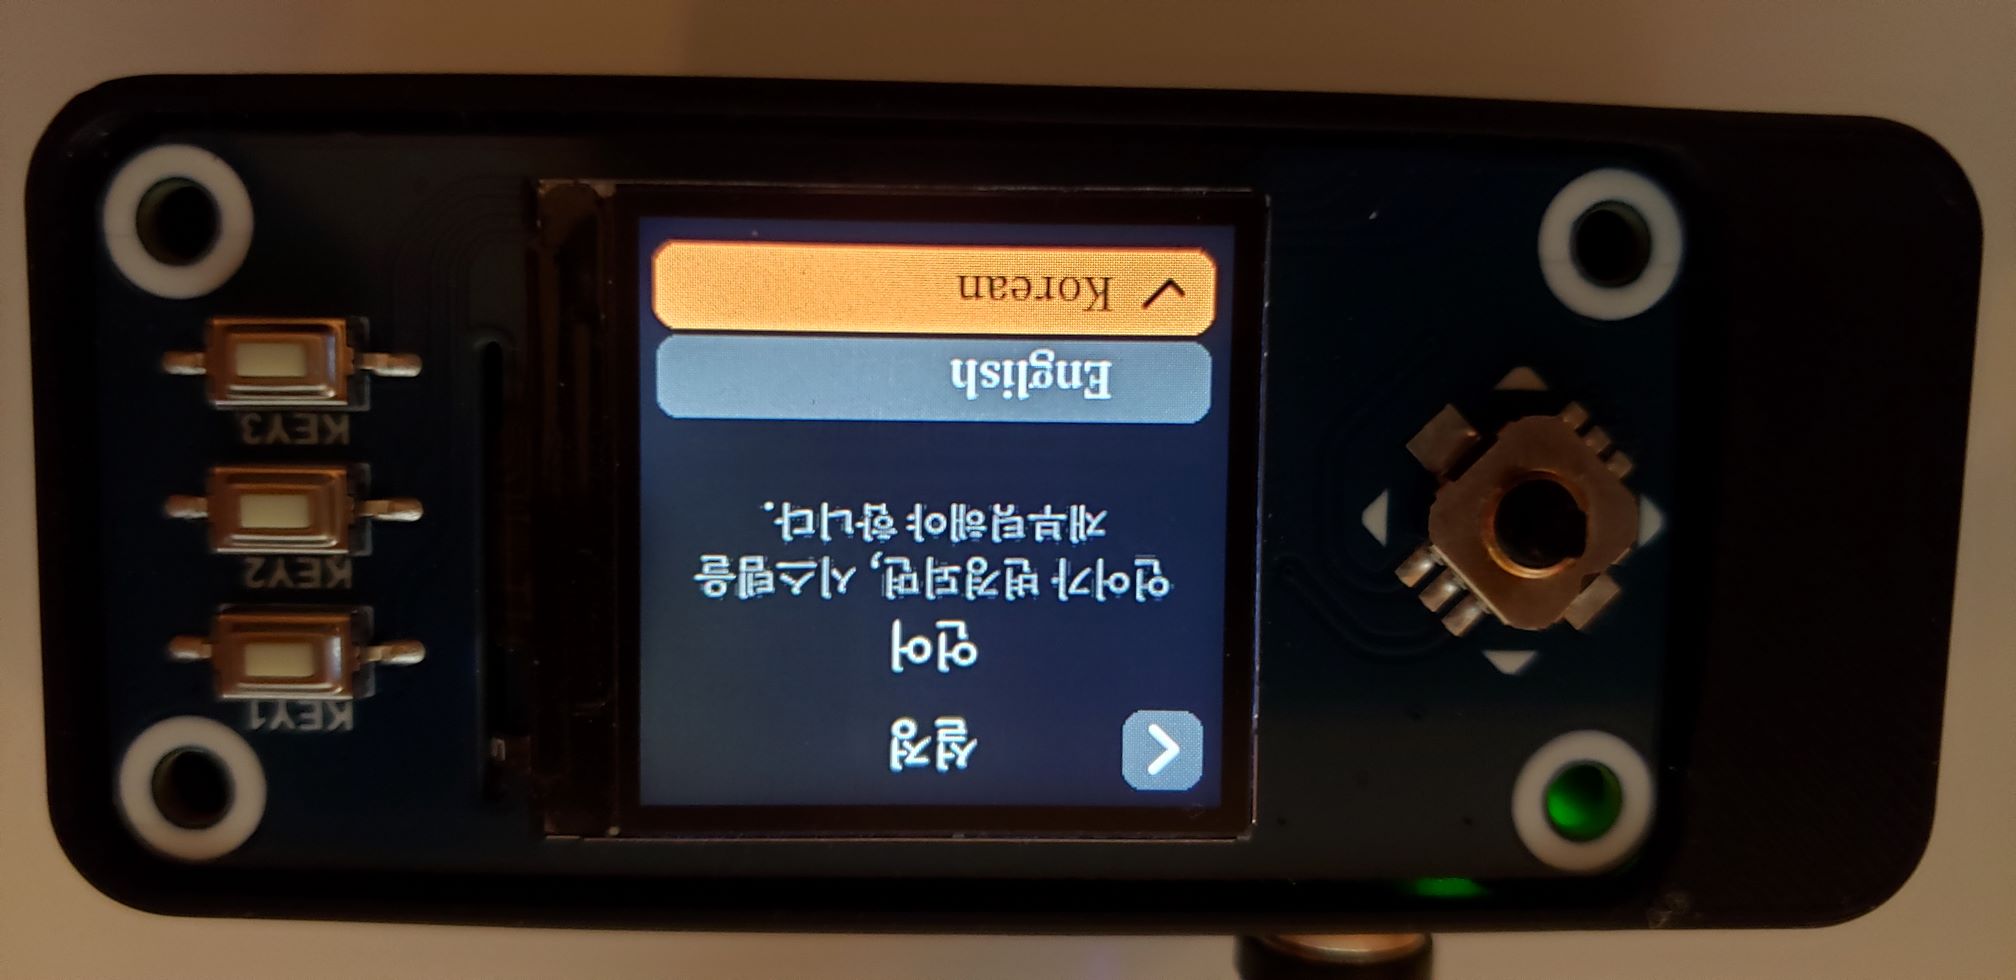 설정
언어
언어가 변경되면, 시스템을
재부팅해야 합니다.
English
Korean
KEY1
KEY2
KEY3